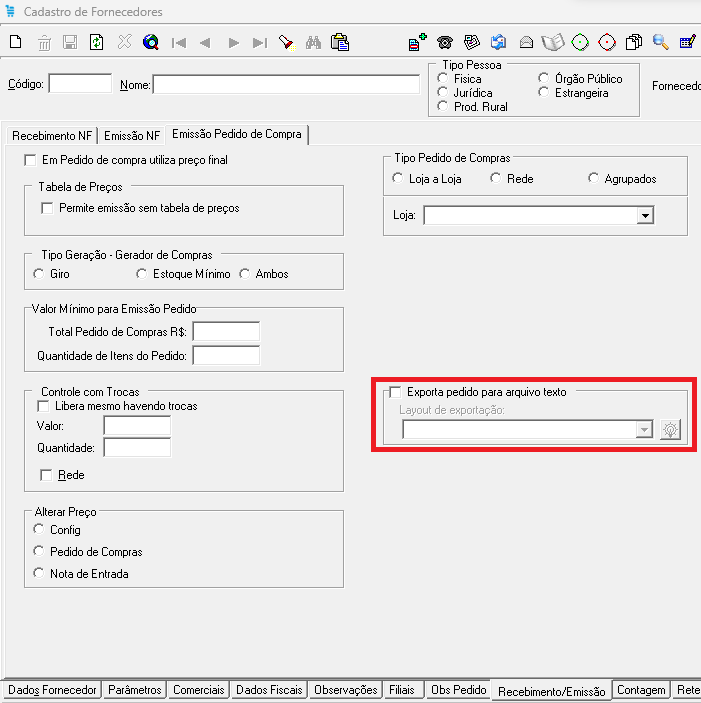 Cadastro de Fornecedores
Código:
Nome:
Tipo Pessoa
Fisica
Órgão Público
Jurídica
Estrangeira
Prod. Rural
Fornecedo
Recebimento NF
Emissão NF
Emissão Pedido de Compra
Em Pedido de compra utiliza preço final
Tabela de Preços
Permite emissão sem tabela de preços
Tipo Geração - Gerador de Compras
Giro
Estoque Mínimo
Ambos
Valor Mínimo para Emissão Pedido
Total Pedido de Compras R$:
Quantidade de Itens do Pedido:
Controle com Trocas
Libera mesmo havendo trocas
Valor:
Quantidade:
Rede
Alterar Preço
Config
Pedido de Compras
Nota de Entrada
Tipo Pedido de Compras
Loja a Loja
Rede
Agrupados
Loja:
Exporta pedido para arquivo texto
Layout de exportação:
Dados Fornecedor
Parâmetros
Comerciais
Dados Fiscais
Observações
Filiais
Obs Pedido
Recebimento/Emissão
Contagem
Rete